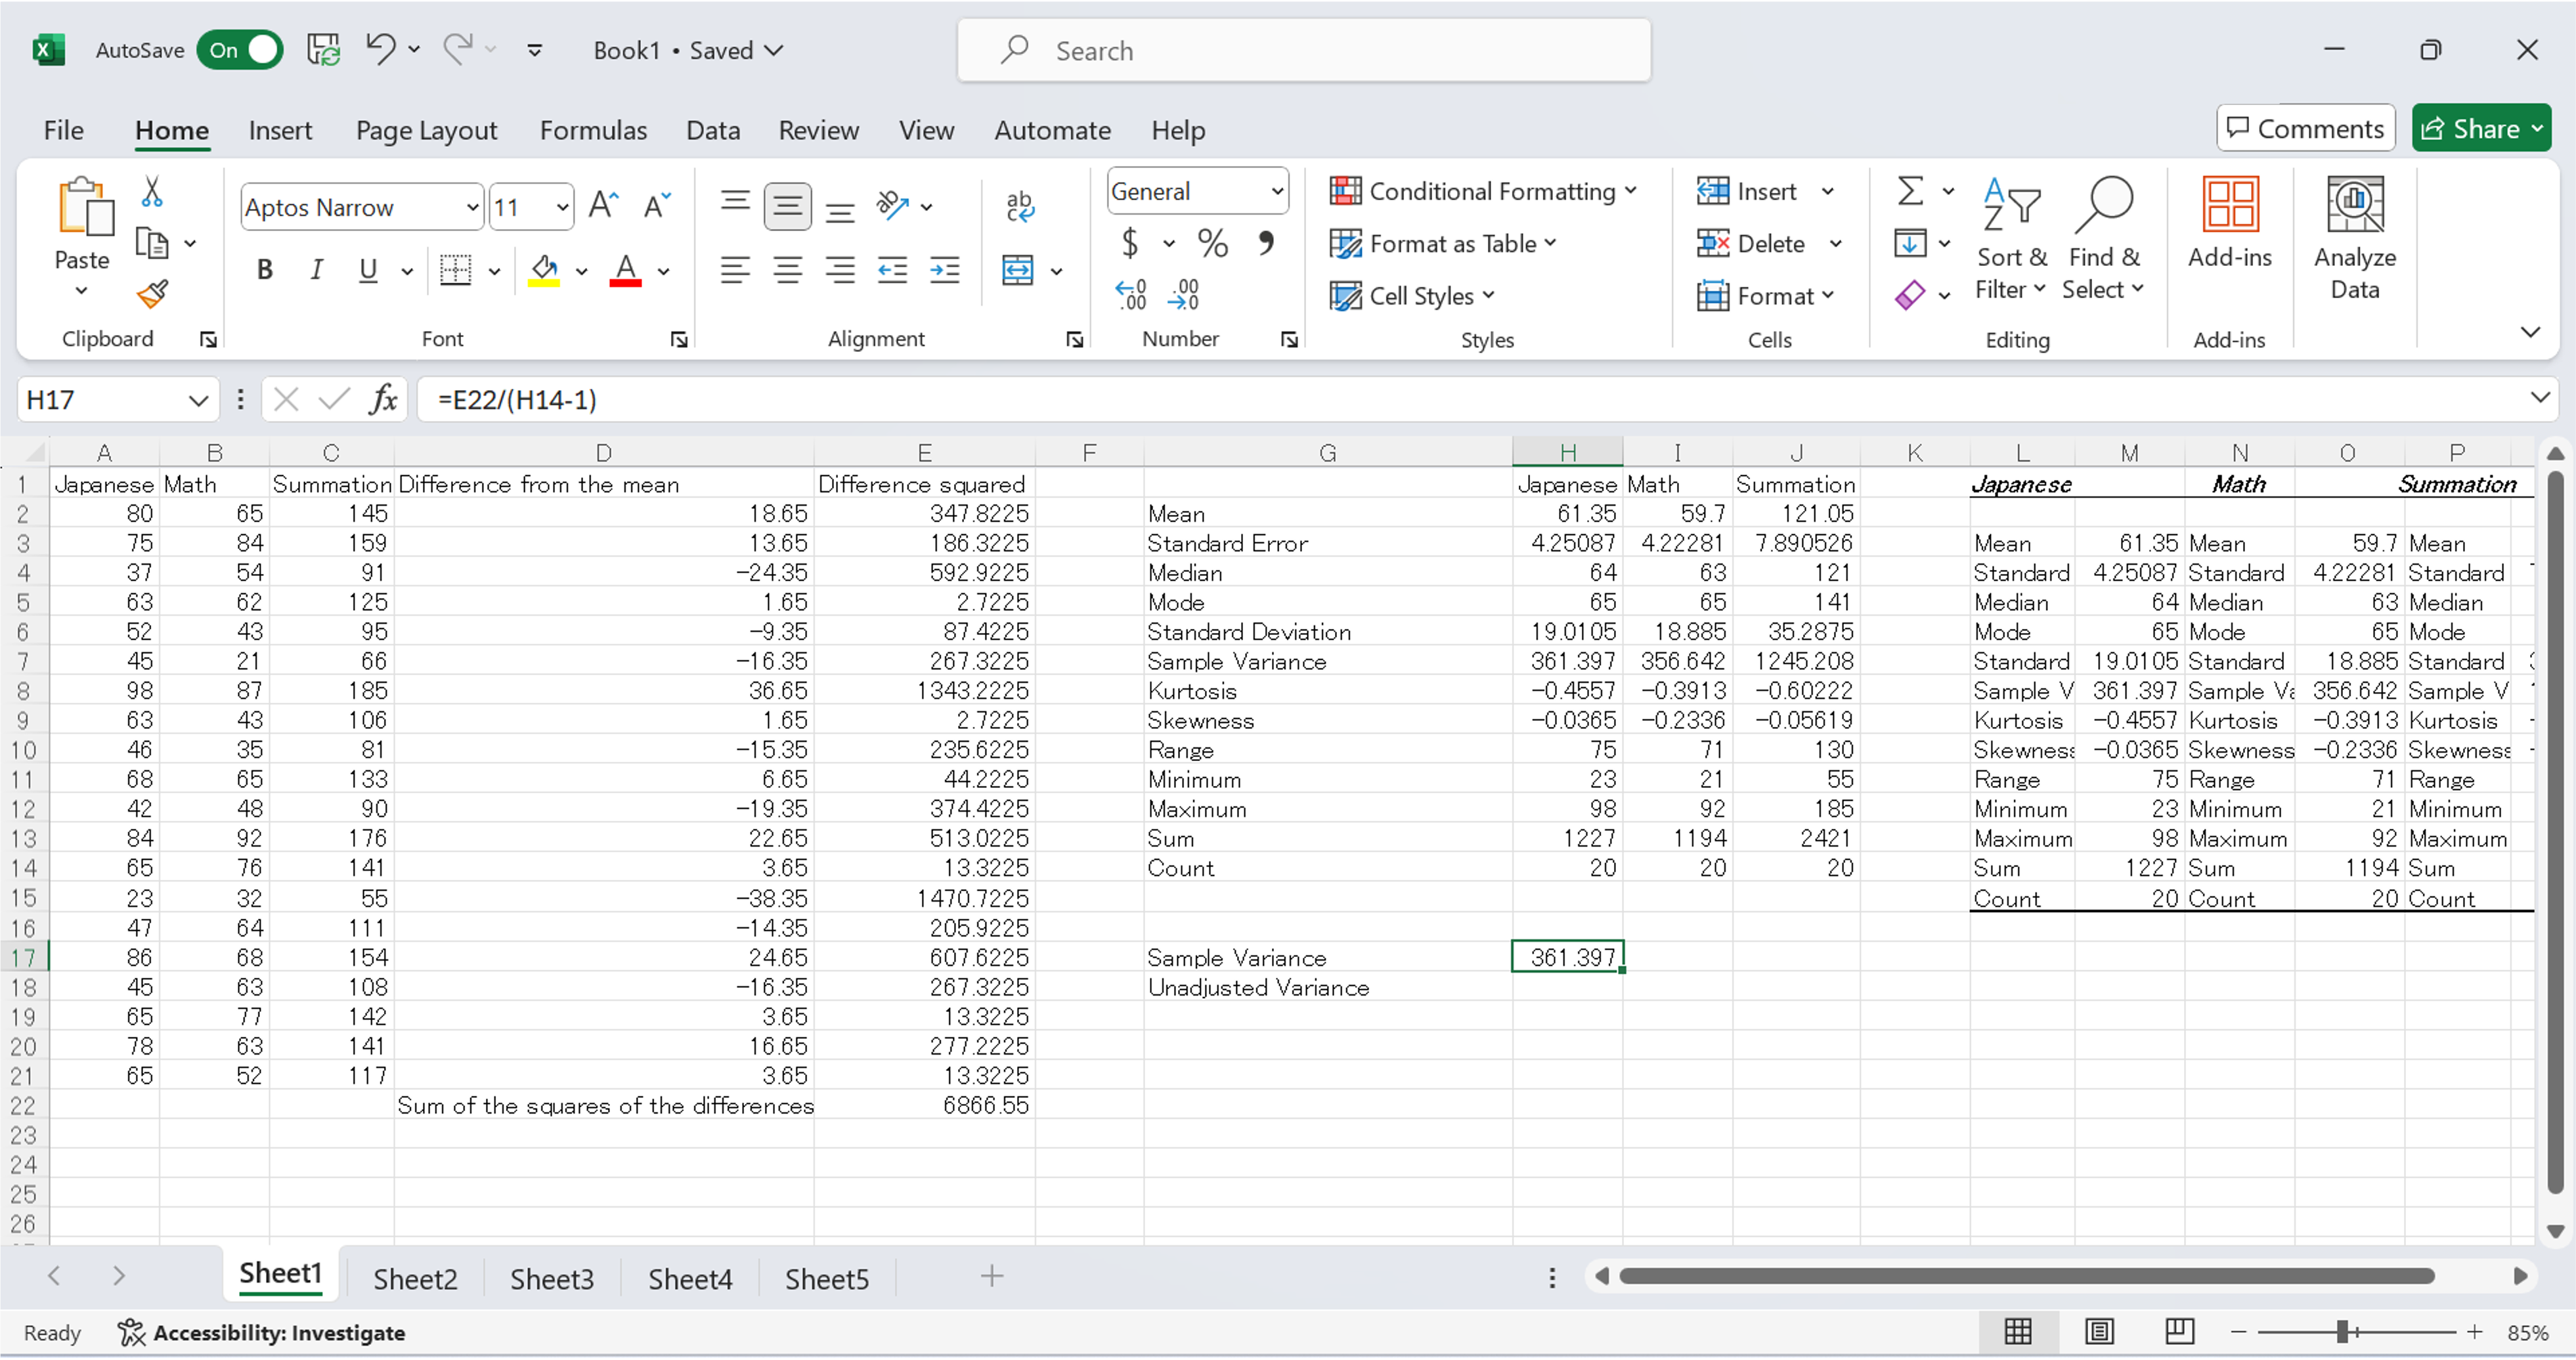 AutoSave On Book1 • Saved Search
File Home Insert Page Layout Formulas Data Review View Automate Help Comments Share
Paste Clipboard
Aptos Narrow 11 B I U Font
ab c Alignment
General $ % Number
Conditional Formatting
Format as Table
Cell Styles
Styles
Insert
Delete
Format
Cells
Sort & Filter Find & Select Editing
Add-ins Add-ins
Analyze Data
H17 fx =E22/(H14-1)
A B C D E F G H I J K L M N O P
1 Japanese Math Summation Difference from the mean Difference squared Japanese Math Summation Japanese Math Summation
2 80 65 145 18.65 347.8225 Mean 61.35 59.7 121.05
3 75 84 159 13.65 186.3225 Standard Error 4.25087 4.22281 7.890526 Mean 61.35 Mean 59.7 Mean
4 37 54 91 -24.35 592.9225 Median 64 63 121 Standard 4.25087 Standard 4.22281 Standard
5 63 62 125 1.65 2.7225 Mode 65 65 141 Median 64 Median 63 Median
6 52 43 95 -9.35 87.4225 Standard Deviation 19.0105 18.885 35.2875 Mode 65 Mode 65 Mode
7 45 21 66 -16.35 267.3225 Sample Variance 361.397 356.642 1245.208 Standard 19.0105 Standard 18.885 Standard
8 98 87 185 36.65 1343.2225 Kurtosis -0.4557 -0.3913 -0.60222 Sample V 361.397 Sample Va 356.642 Sample V
9 63 43 106 1.65 2.7225 Skewness -0.0365 -0.2336 -0.05619 Kurtosis -0.4557 Kurtosis -0.3913 Kurtosis
10 46 35 81 -15.35 235.6225 Range 75 71 130 Skewness -0.0365 Skewness -0.2336 Skewness
11 68 65 133 6.65 44.2225 Minimum 23 21 55 Range 75 Range 71 Range
12 42 48 90 -19.35 374.4225 Maximum 98 92 185 Minimum 23 Minimum 21 Minimum
13 84 92 176 22.65 513.0225 Sum 1227 1194 2421 Maximum 98 Maximum 92 Maximum
14 65 76 141 3.65 13.3225 Count 20 20 20 Sum 1227 Sum 1194 Sum
15 23 32 55 -38.35 1470.7225 Count 20 Count 20 Count
16 47 64 111 -14.35 205.9225
17 86 68 154 24.65 607.6225 Sample Variance 361.397
18 45 63 108 -16.35 267.3225 Unadjusted Variance
19 65 77 142 3.65 13.3225
20 78 63 141 16.65 277.2225
21 65 52 117 3.65 13.3225
22 Sum of the squares of the differences 6866.55
23
24
25
26
Sheet1 Sheet2 Sheet3 Sheet4 Sheet5
Ready Accessibility: Investigate 85%